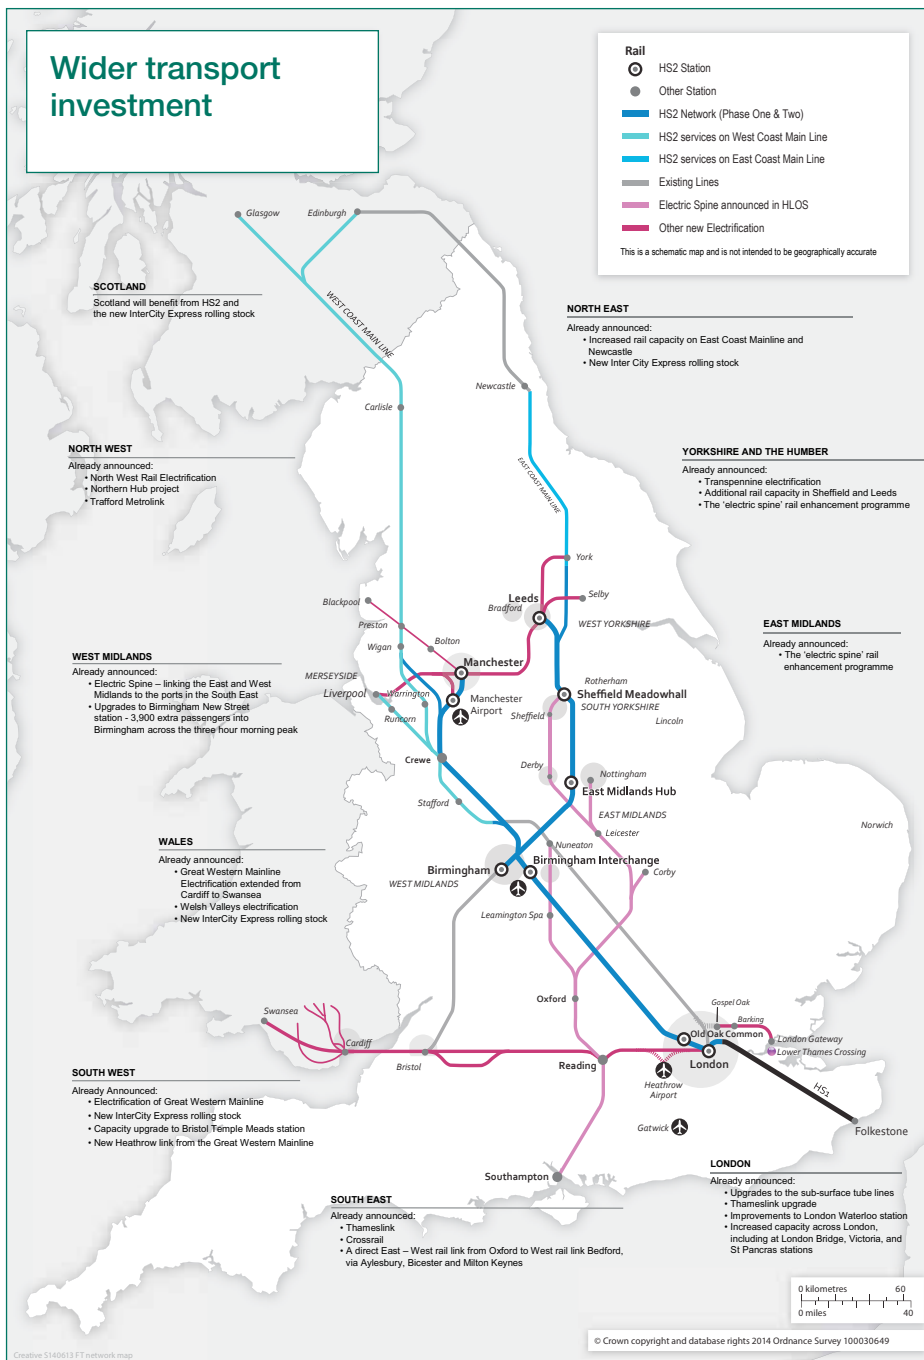 Wider transport
investment
Rail
HS2 Station
Other Station
HS2 Network (Phase One & Two)
HS2 services on West Coast Main Line
HS2 services on East Coast Main Line
Existing Lines
Electric Spine announced in HLOS
Other new Electrification
This is a schematic map and is not intended to be geographically accurate
Glasgow
Edinburgh
SCOTLAND
Scotland will benefit from HS2 and
the new InterCity Express rolling stock
WEST COAST MAIN LINE
NORTH EAST
Already announced:
• Increased rail capacity on East Coast Mainline and
Newcastle
• New Inter City Express rolling stock
Newcastle
Carlisle
NORTH WEST
Already announced:
• North West Rail Electrification
• Northern Hub project
• Trafford Metrolink
EAST COAST MAIN LINE
YORKSHIRE AND THE HUMBER
Already announced:
• Transpennine electrification
• Additional rail capacity in Sheffield and Leeds
• The ‘electric spine’ rail enhancement programme
York
Blackpool
Leeds
Bradford
Selby
Preston
WEST YORKSHIRE
EAST MIDLANDS
Already announced:
• The ‘electric spine’ rail
enhancement programme
Wigan
Bolton
WEST MIDLANDS
Already announced:
• Electric Spine – linking the East and West
Midlands to the ports in the South East
• Upgrades to Birmingham New Street
station - 3,900 extra passengers into
Birmingham across the three hour morning peak
Manchester
MERSEYSIDE
Liverpool
Warrington
Manchester
Airport
Runcorn
Rotherham
Sheffield Meadowhall
SOUTH YORKSHIRE
Sheffield
Lincoln
Crewe
Derby
Nottingham
East Midlands Hub
Stafford
EAST MIDLANDS
Leicester
Norwich
WALES
Already announced:
• Great Western Mainline
Electrification extended from
Cardiff to Swansea
• Welsh Valleys electrification
• New InterCity Express rolling stock
Nuneaton
Birmingham
Birmingham Interchange
WEST MIDLANDS
Corby
Leamington Spa
Oxford
Gospel Oak
Swansea
Barking
Old Oak Common
London Gateway
Cardiff
Lower Thames Crossing
Bristol
Reading
London
SOUTH WEST
Already Announced:
• Electrification of Great Western Mainline
• New InterCity Express rolling stock
• Capacity upgrade to Bristol Temple Meads station
• New Heathrow link from the Great Western Mainline
Heathrow
Airport
HS1
Gatwick
Folkestone
Southampton
LONDON
Already announced:
• Upgrades to the sub-surface tube lines
• Thameslink upgrade
• Improvements to London Waterloo station
• Increased capacity across London,
including at London Bridge, Victoria, and
St Pancras stations
SOUTH EAST
Already announced:
• Thameslink
• Crossrail
• A direct East – West rail link from Oxford to West rail link Bedford,
via Aylesbury, Bicester and Milton Keynes
0 kilometres 60
0 miles 40
© Crown copyright and database rights 2014 Ordnance Survey 100030649
Creative S140613 FT network map